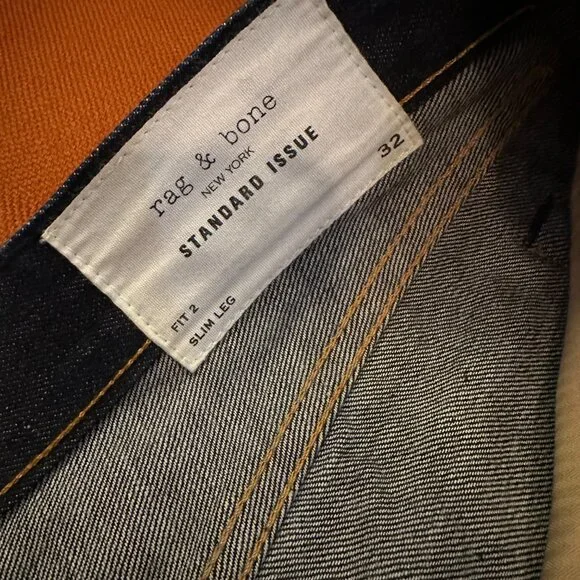 rag & bone
NEW YORK
STANDARD ISSUE
32
FIT 2
SLIM LEG